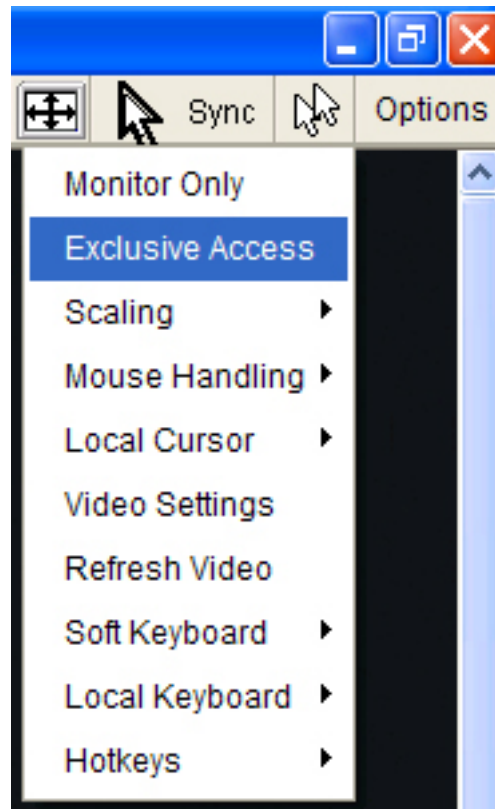 Sync Options
Monitor Only
Exclusive Access
Scaling
Mouse Handling
Local Cursor
Video Settings
Refresh Video
Soft Keyboard
Local Keyboard
Hotkeys